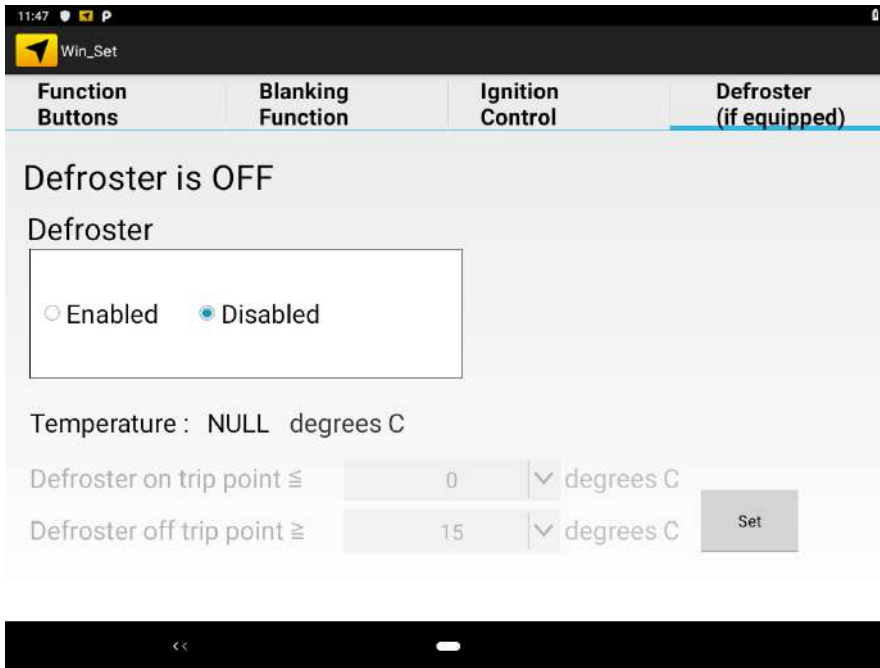 11:47 P
Win_Set
Function Buttons
Blanking Function
Ignition Control
Defroster (if equipped)
Defroster is OFF
Defroster
Enabled Disabled
Temperature : NULL degrees C
Defroster on trip point ≦ 0 degrees C
Defroster off trip point ≧ 15 degrees C
Set
<<